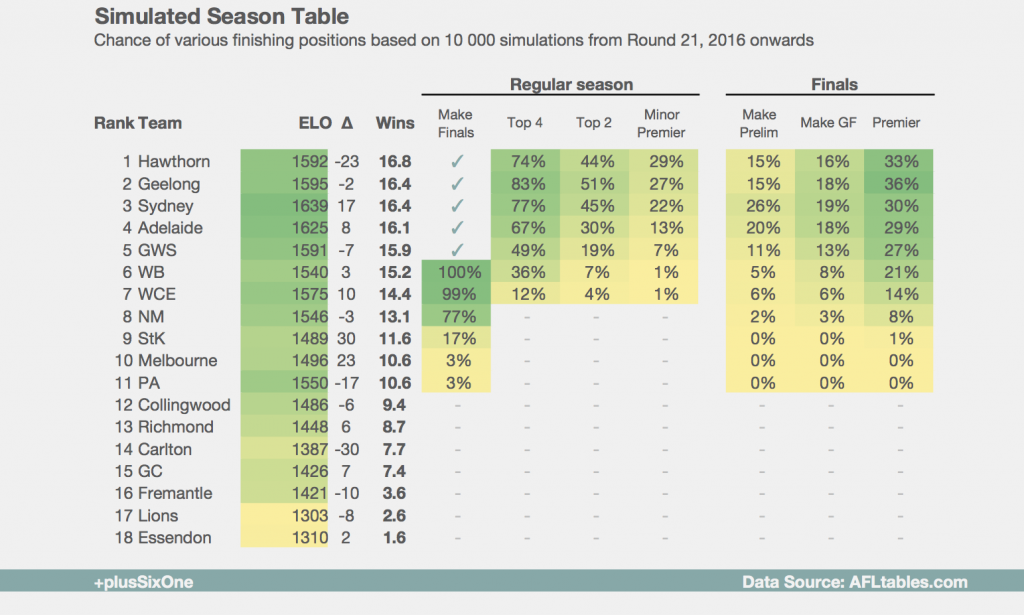 Simulated Season Table
Chance of various finishing positions based on 10 000 simulations from Round 21, 2016 onwards
Regular season Finals
Rank Team ELO Δ Wins Make Finals Top 4 Top 2 Minor Premier Make Prelim Make GF Premier
1 Hawthorn 1592 -23 16.8 ✓ 74% 44% 29% 15% 16% 33%
2 Geelong 1595 -2 16.4 ✓ 83% 51% 27% 15% 18% 36%
3 Sydney 1639 17 16.4 ✓ 77% 45% 22% 26% 19% 30%
4 Adelaide 1625 8 16.1 ✓ 67% 30% 13% 20% 18% 29%
5 GWS 1591 -7 15.9 ✓ 49% 19% 7% 11% 13% 27%
6 WB 1540 3 15.2 100% 36% 7% 1% 5% 8% 21%
7 WCE 1575 10 14.4 99% 12% 4% 1% 6% 6% 14%
8 NM 1546 -3 13.1 77% - - - 2% 3% 8%
9 StK 1489 30 11.6 17% - - - 0% 0% 1%
10 Melbourne 1496 23 10.6 3% - - - 0% 0% 0%
11 PA 1550 -17 10.6 3% - - - 0% 0% 0%
12 Collingwood 1486 -6 9.4 - - - - - - -
13 Richmond 1448 6 8.7 - - - - - - -
14 Carlton 1387 -30 7.7 - - - - - - -
15 GC 1426 7 7.4 - - - - - - -
16 Fremantle 1421 -10 3.6 - - - - - - -
17 Lions 1303 -8 2.6 - - - - - - -
18 Essendon 1310 2 1.6 - - - - - - -
+plusSixOne Data Source: AFLtables.com